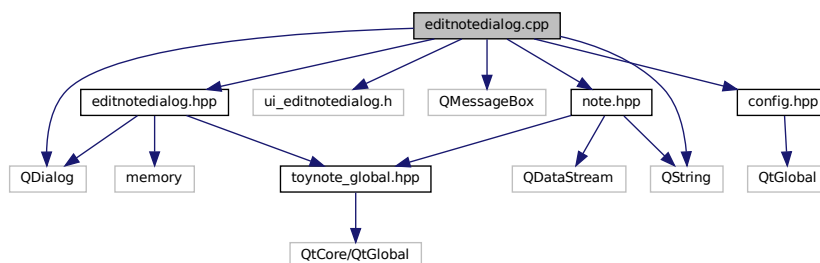 editnotedialog.cpp
editnotedialog.hpp
ui_editnotedialog.h
QMessageBox
note.hpp
config.hpp
QDialog
memory
toynote_global.hpp
QDataStream
QString
QtGlobal
QtCore/QtGlobal